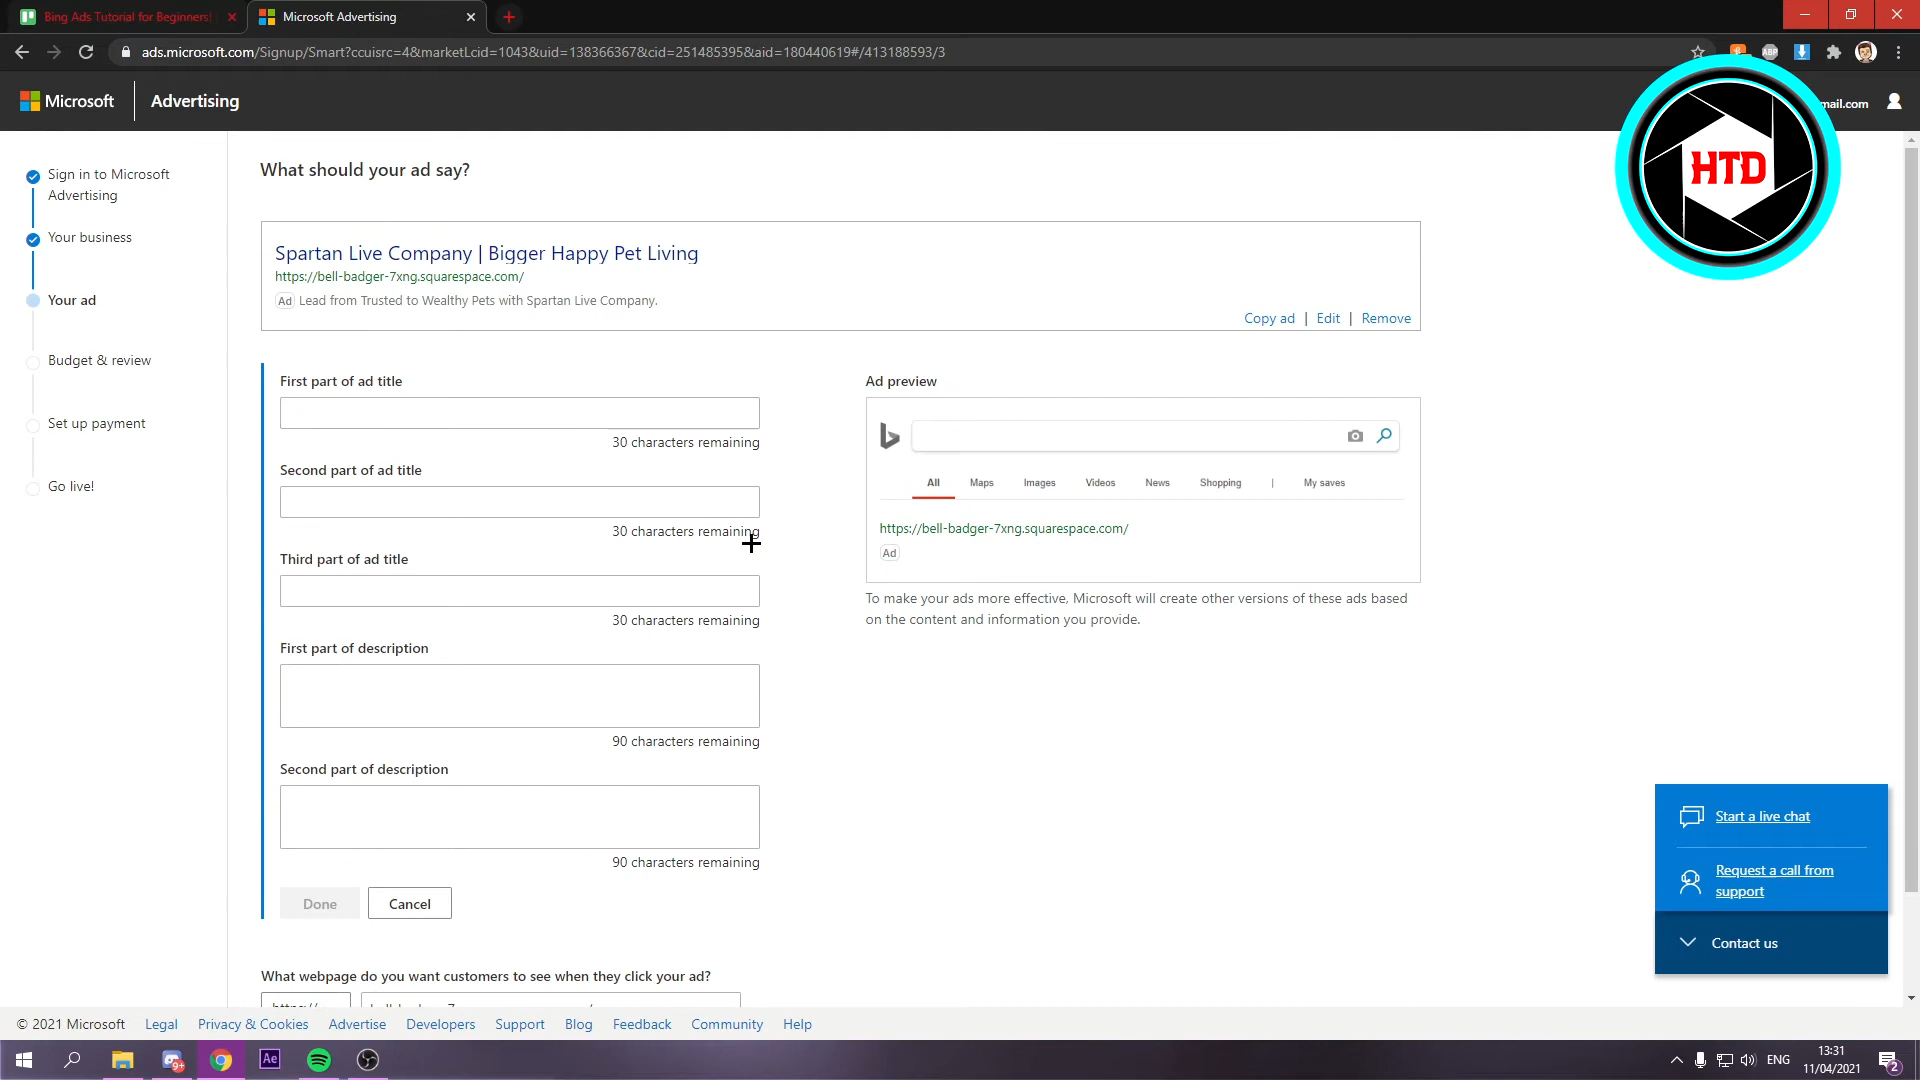 Bing Ads Tutorial for Beginners!
Microsoft Advertising
ads.microsoft.com/Signup/Smart?ccuisrc=4&marketLcid=1043&uid=138366367&cid=251485395&aid=180440619#/413188593/3
ABP
Microsoft
Advertising
mail.com
HTD
Sign in to Microsoft
Advertising
Your business
Your ad
Budget & review
Set up payment
Go live!
What should your ad say?
Spartan Live Company | Bigger Happy Pet Living
https://bell-badger-7xng.squarespace.com/
Ad Lead from Trusted to Wealthy Pets with Spartan Live Company.
Copy ad | Edit | Remove
First part of ad title
30 characters remaining
Second part of ad title
30 characters remaining
Third part of ad title
30 characters remaining
First part of description
90 characters remaining
Second part of description
90 characters remaining
Done
Cancel
Ad preview
All Maps Images Videos News Shopping | My saves
https://bell-badger-7xng.squarespace.com/
Ad
To make your ads more effective, Microsoft will create other versions of these ads based
on the content and information you provide.
What webpage do you want customers to see when they click your ad?
Start a live chat
Request a call from
support
Contact us
© 2021 Microsoft Legal Privacy & Cookies Advertise Developers Support Blog Feedback Community Help
9+
Ae
ENG
13:31
11/04/2021
2